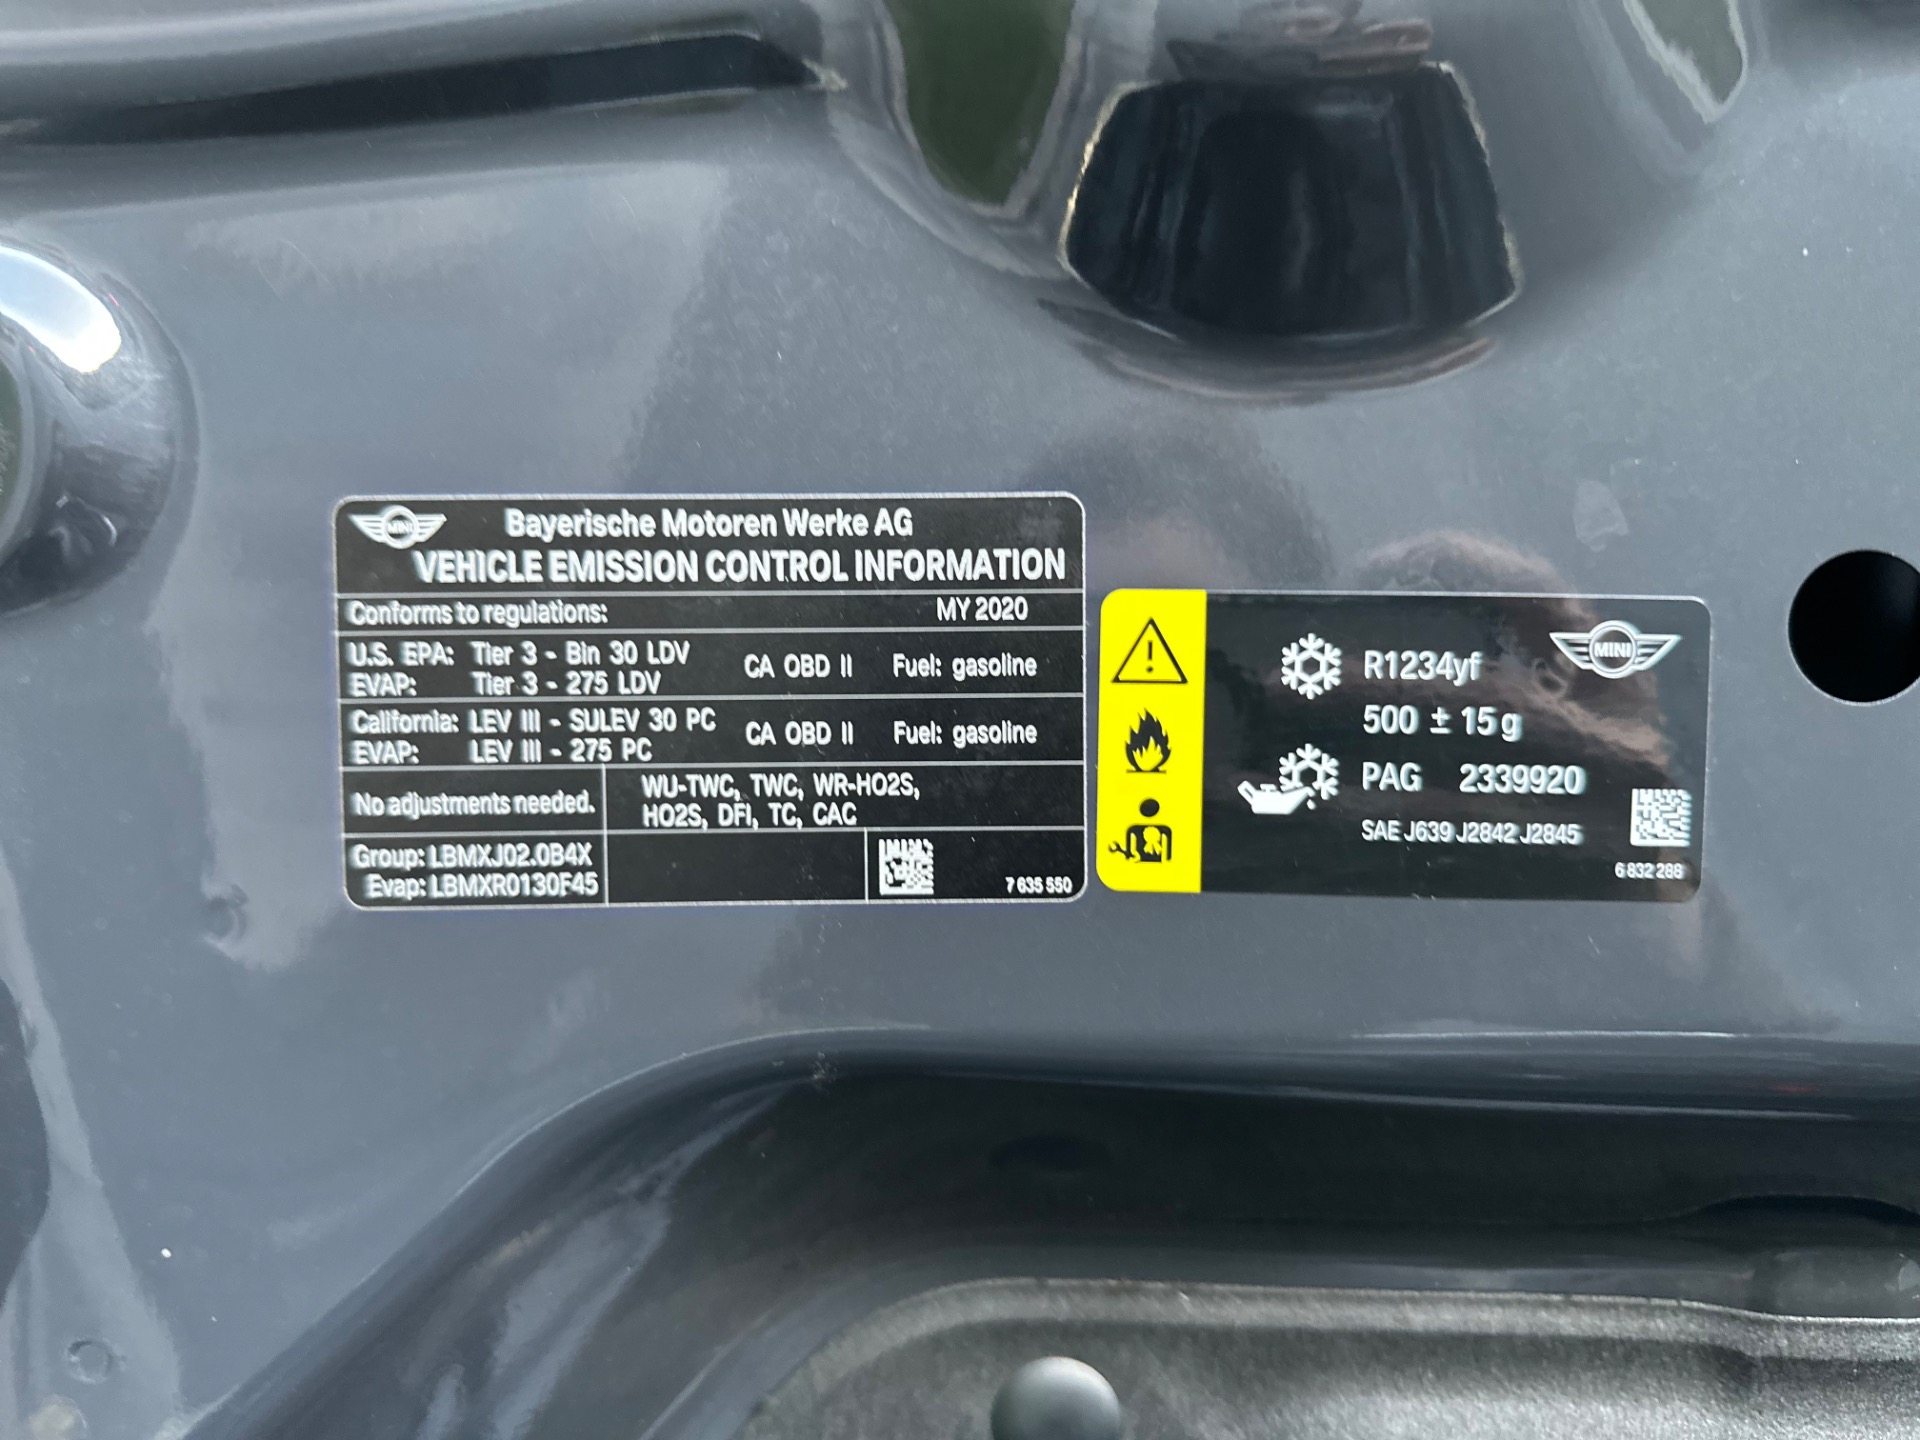 MINI
Bayerische Motoren Werke AG
VEHICLE EMISSION CONTROL INFORMATION
Conforms to regulations: MY 2020
U.S. EPA: Tier 3 - Bin 30 LDV CA OBD II Fuel: gasoline
EVAP: Tier 3 - 275 LDV
California: LEV III - SULEV 30 PC CA OBD II Fuel: gasoline
EVAP: LEV III - 275 PC
No adjustments needed.
WU-TWC, TWC, WR-HO2S,
HO2S, DFI, TC, CAC
Group: LBMXJ02.0B4X
Evap: LBMXR0130F45
7 635 550
R1234yf
MINI
500 ± 15 g
PAG 2339920
SAE J639 J2842 J2845
6 832 288